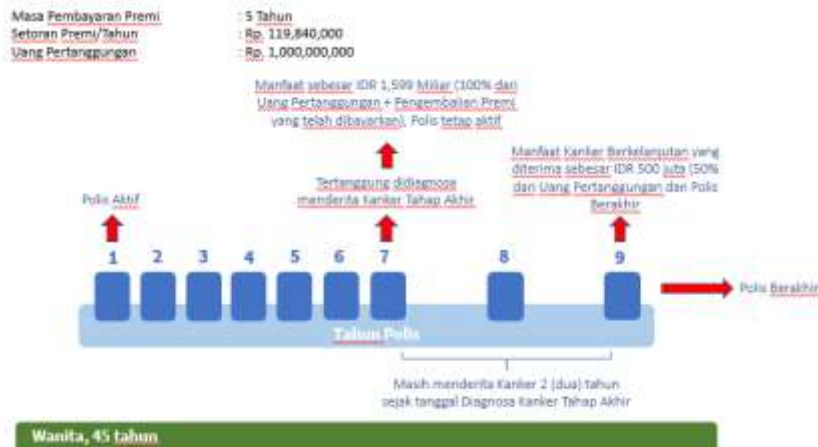 Masa Pembayaran Premi : 5 Tahun
Setoran Premi/Tahun : Rp. 119,840,000
Uang Pertanggungan : Rp. 1,000,000,000
Manfaat sebesar IDR 1,599 Miliar (100% dari
Uang Pertanggungan + Pengembalian Premi
yang telah dibayarkan), Polis tetap aktif
Manfaat Kanker Berkelanjutan yang
diterima sebesar IDR 500 juta (50%
dari Uang Pertanggungan dan Polis
Berakhir
Tertanggung didiagnosa
menderita Kanker Tahap Akhir
Polis Aktif
1 2 3 4 5 6 7 8 9
Polis Berakhir
Tahun Polis
Masih menderita Kanker 2 (dua) tahun
sejak tanggal Diagnosa Kanker Tahap Akhir
Wanita, 45 tahun